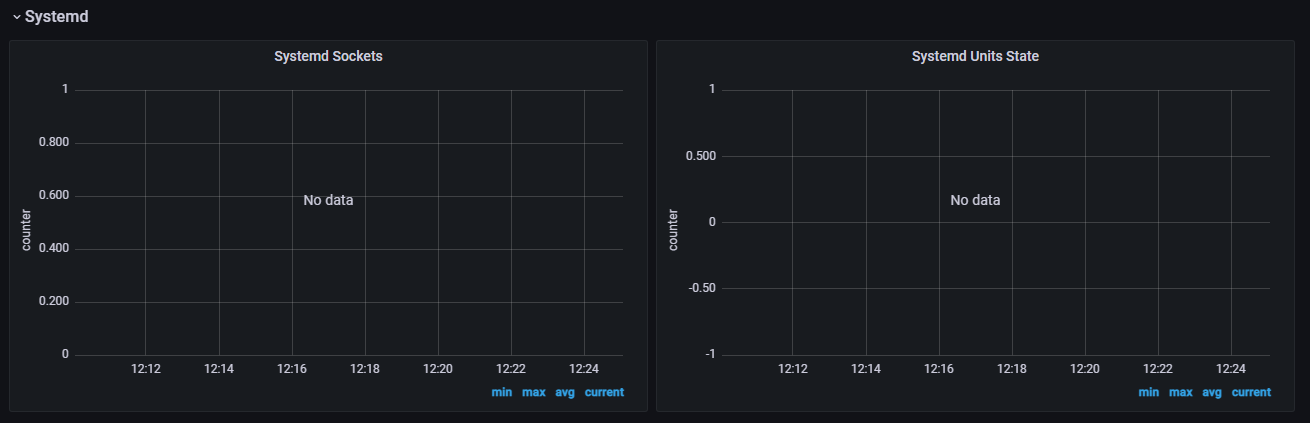 Systemd
Systemd Sockets
1
0.800
0.600
0.400
0.200
0
counter
No data
12:12 12:14 12:16 12:18 12:20 12:22 12:24
min max avg current
Systemd Units State
1
0.500
0
-0.50
-1
counter
No data
12:12 12:14 12:16 12:18 12:20 12:22 12:24
min max avg current